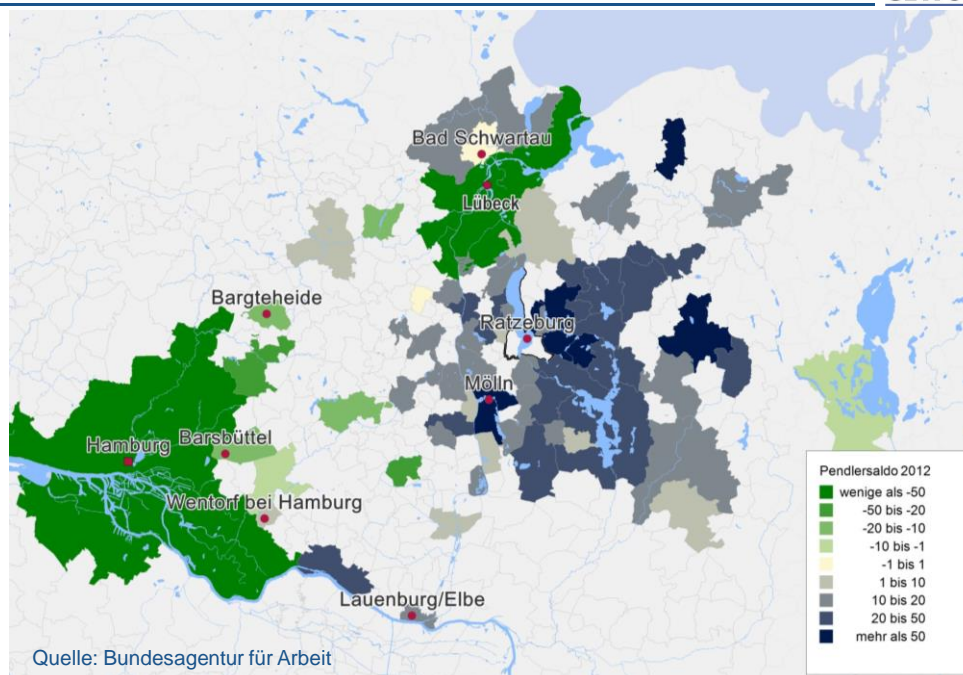 Bad Schwartau
Lübeck
Bargteheide
Ratzeburg
Mölln
Hamburg
Barsbüttel
Wentorf bei Hamburg
Lauenburg/Elbe
Pendlersaldo 2012
wenige als -50
-50 bis -20
-20 bis -10
-10 bis -1
-1 bis 1
1 bis 10
10 bis 20
20 bis 50
mehr als 50
Quelle: Bundesagentur für Arbeit